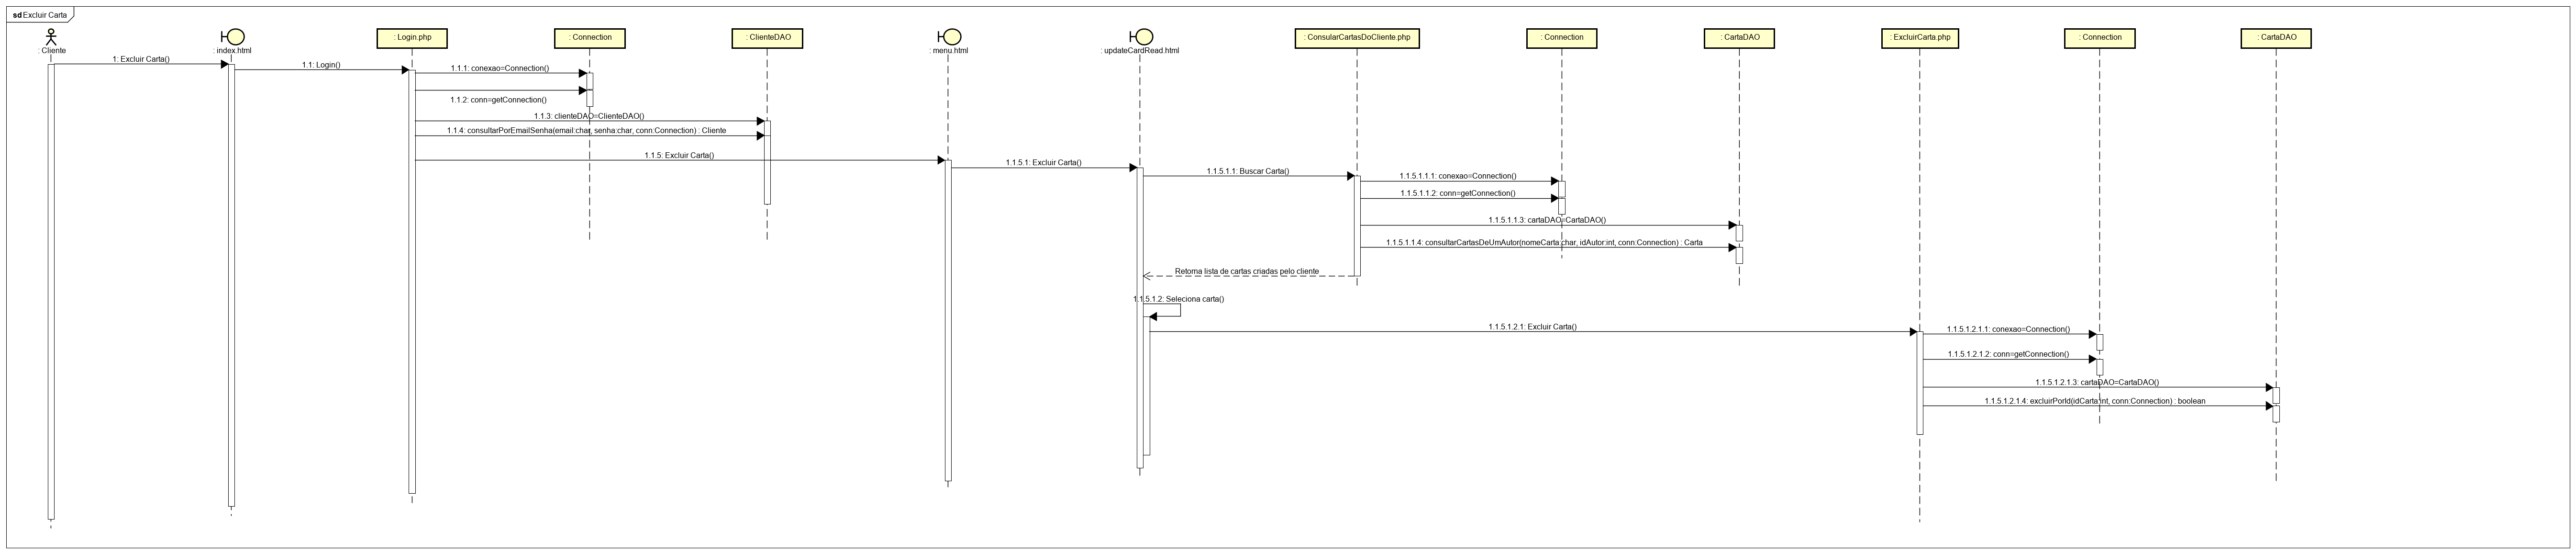 sd Excluir Carta
: Cliente
: index.html
: Login.php
: Connection
: ClienteDAO
: menu.html
: updateCardRead.html
: ConsularCartasDoCliente.php
: Connection
: CartaDAO
: ExcluirCarta.php
: Connection
: CartaDAO
1: Excluir Carta()
1.1: Login()
1.1.1: conexao=Connection()
1.1.2: conn=getConnection()
1.1.3: clienteDAO=ClienteDAO()
1.1.4: consultarPorEmailSenha(email:char, senha:char, conn:Connection) : Cliente
1.1.5: Excluir Carta()
1.1.5.1: Excluir Carta()
1.1.5.1.1: Buscar Carta()
1.1.5.1.1.1: conexao=Connection()
1.1.5.1.1.2: conn=getConnection()
1.1.5.1.1.3: cartaDAO=CartaDAO()
1.1.5.1.1.4: consultarCartasDeUmAutor(nomeCarta:char, idAutor:int, conn:Connection) : Carta
Retorna lista de cartas criadas pelo cliente
1.1.5.1.2: Seleciona carta()
1.1.5.1.2.1: Excluir Carta()
1.1.5.1.2.1.1: conexao=Connection()
1.1.5.1.2.1.2: conn=getConnection()
1.1.5.1.2.1.3: cartaDAO=CartaDAO()
1.1.5.1.2.1.4: excluirPorId(idCarta:int, conn:Connection) : boolean